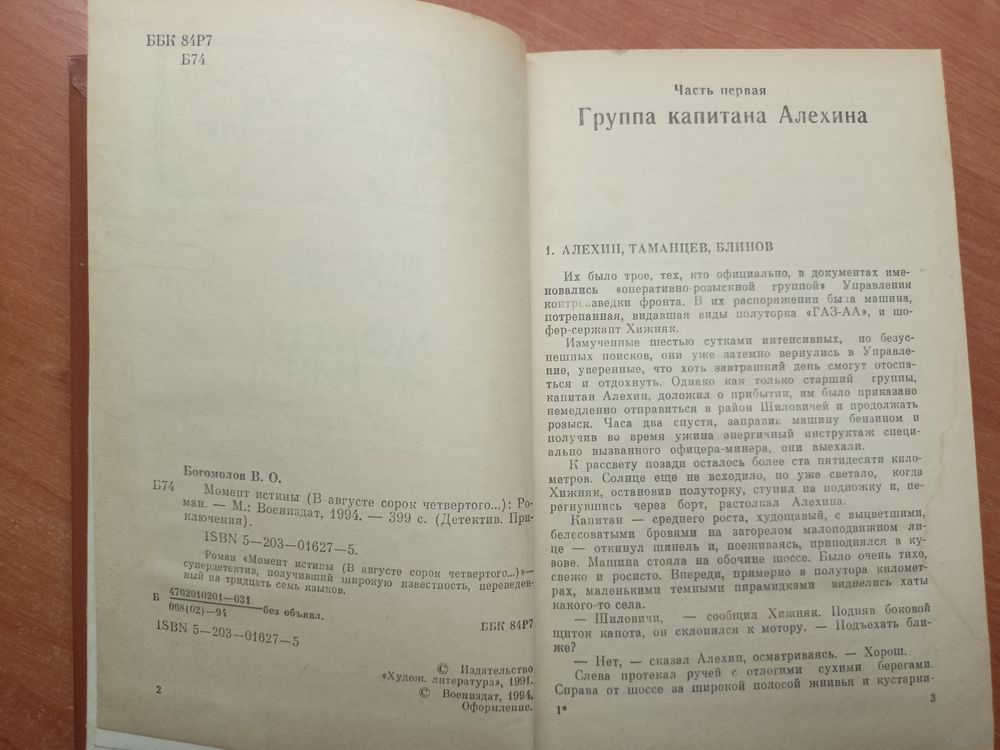 ББК 84Р7
Б74
Богомолов В. О.
Б74
Момент истины (В августе сорок четвертого...): Ро-
ман. — М.: Воениздат, 1994. — 399 с. (Детектив. При-
ключения).
ISBN 5—203—01627—5.
Роман «Момент истины (В августе сорок четвертого...)»—
супердетектив, получивший широкую известность, переведен-
ный на тридцать семь языков.
Б 4702010201—031
068(02)—94 без объявл.
ББК 84Р7
ISBN 5—203—01627—5
© Издательство
«Худож. литература», 1991.
© Воениздат, 1994.
Оформление.
2
Часть первая
Группа капитана Алехина
1. АЛЕХИН, ТАМАНЦЕВ, БЛИНОВ
Их было трое, тех, кто официально, в документах име-
новались «оперативно-розыскной группой» Управления
контрразведки фронта. В их распоряжении была машина,
потрепанная, видавшая виды полуторка «ГАЗ-АА», и шо-
фер-сержант Хижняк.
Измученные шестью сутками интенсивных, но безус-
пешных поисков, они уже затемно вернулись в Управле-
ние, уверенные, что хоть завтрашний день смогут отоспа-
ться и отдохнуть. Однако как только старший группы,
капитан Алехин, доложил о прибытии, им было приказано
немедленно отправиться в район Шиловичей и продолжать
розыск. Часа два спустя, заправив машину бензином и
получив во время ужина энергичный инструктаж специ-
ально вызванного офицера-минера, они выехали.
К рассвету позади осталось более ста пятидесяти кило-
метров. Солнце еще не всходило, но уже светало, когда
Хижняк, остановив полуторку, ступил на подножку и, пе-
регнувшись через борт, растолкал Алехина.
Капитан — среднего роста, худощавый, с выцветшими,
белесоватыми бровями на загорелом малоподвижном ли-
це — откинул шинель и, поеживаясь, приподнялся в ку-
зове. Машина стояла на обочине шоссе. Было очень тихо,
свежо и росисто. Впереди, примерно в полутора километ-
рах, маленькими темными пирамидками виднелись хаты
какого-то села.
— Шиловичи, — сообщил Хижняк. Подняв боковой
щиток капота, он склонился к мотору. — Подъехать бли-
же?
— Нет, — сказал Алехин, осматриваясь. — Хорош.
Слева протекал ручей с отлогими сухими берегами.
Справа от шоссе за широкой полосой жнивья и кустарни-
1*
3